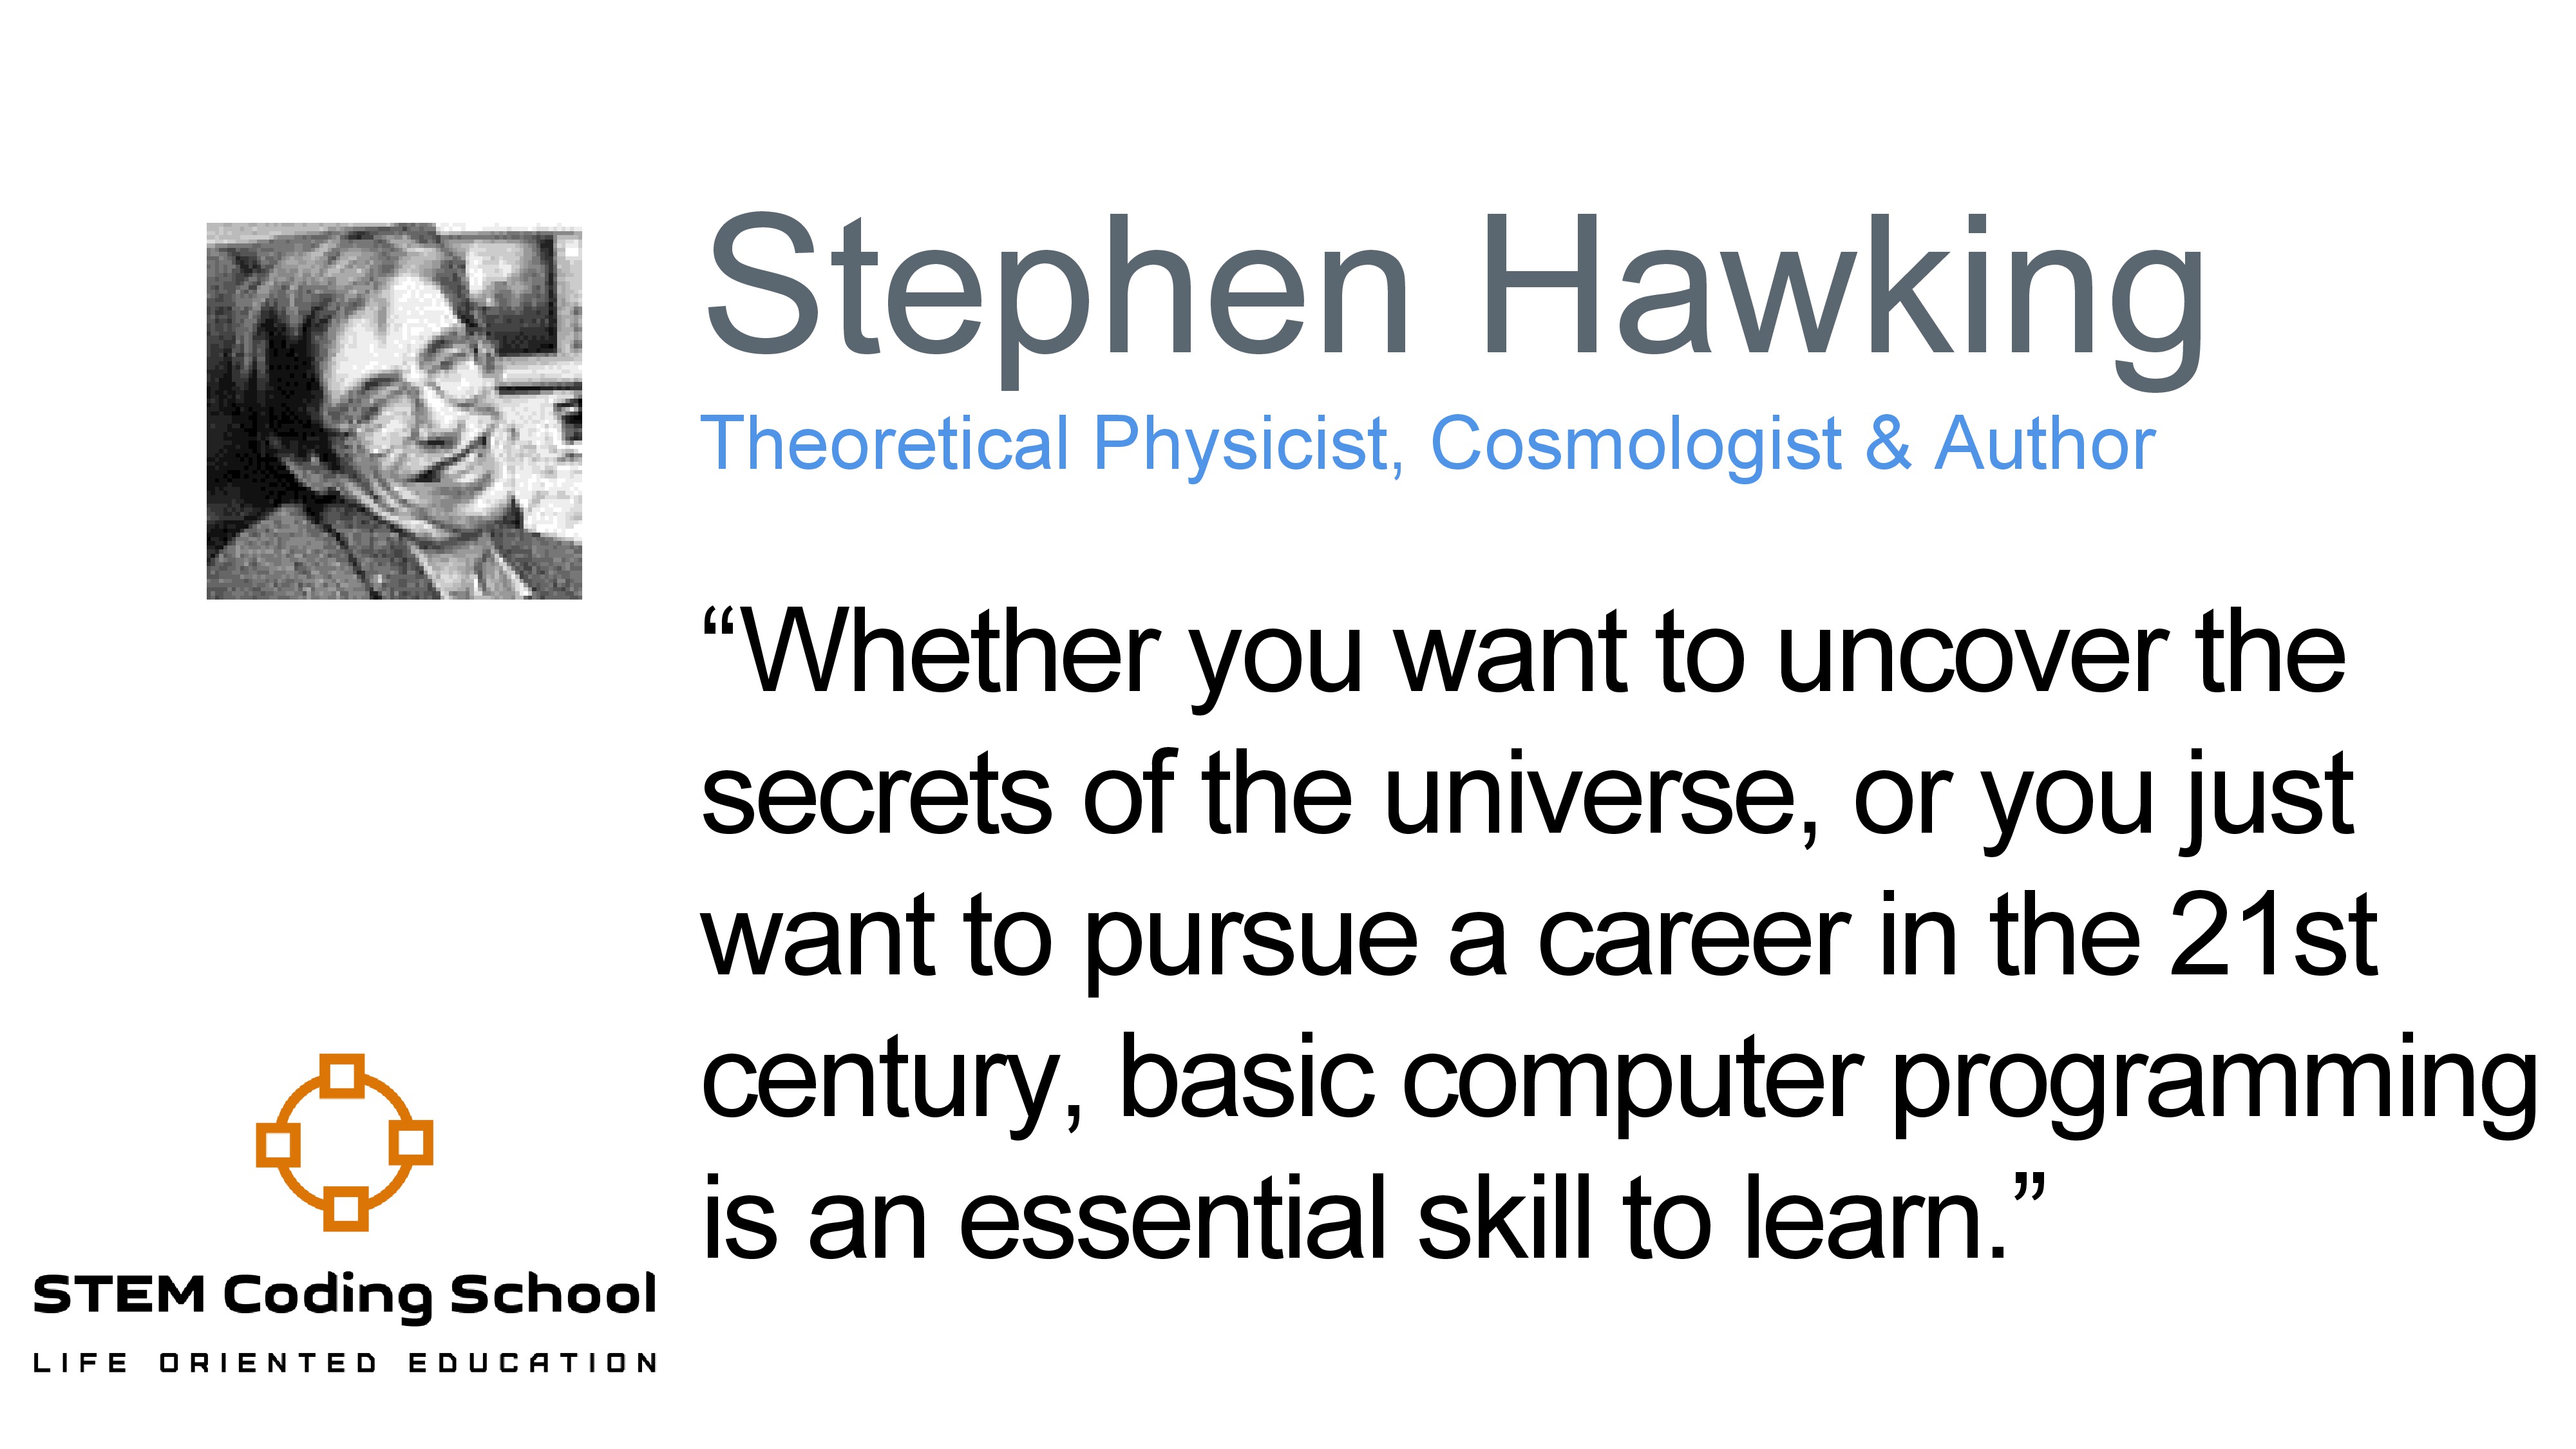 Stephen Hawking
Theoretical Physicist, Cosmologist & Author
“Whether you want to uncover the
secrets of the universe, or you just
want to pursue a career in the 21st
century, basic computer programming
is an essential skill to learn.”
STEM Coding School
LIFE ORIENTED EDUCATION